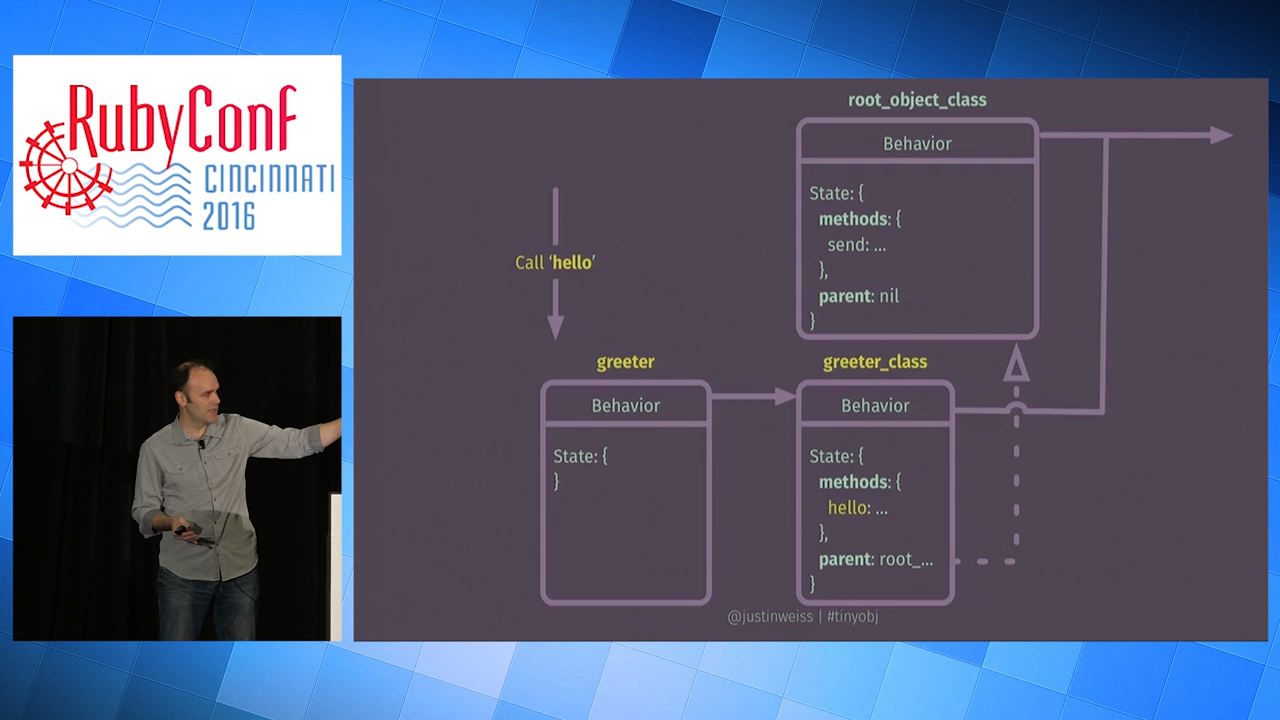 RubyConf
CINCINNATI
2016
root_object_class
Behavior
State: {
methods: {
send: ...
},
parent: nil
}
Call ‘hello’
greeter
Behavior
State: {
}
greeter_class
Behavior
State: {
methods: {
hello: ...
},
parent: root_...
}
@justinweiss | #tinyobj